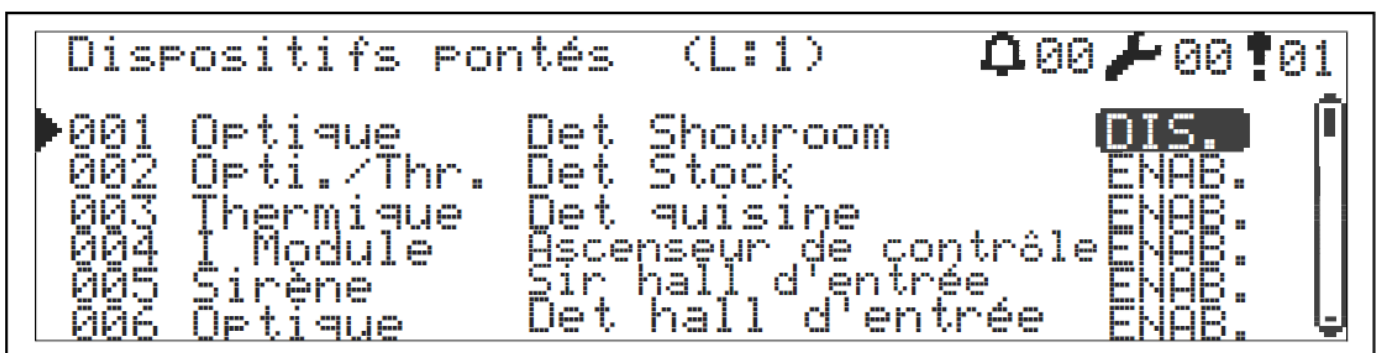 Dispositifs pontés (L:1) 00 00 01
001 Optique Det Showroom DIS.
002 Opti./Thr. Det Stock ENAB.
003 Thermique Det quisine ENAB.
004 I Module Ascenseur de contrôle ENAB.
005 Sirène Sir hall d'entrée ENAB.
006 Optique Det hall d'entrée ENAB.